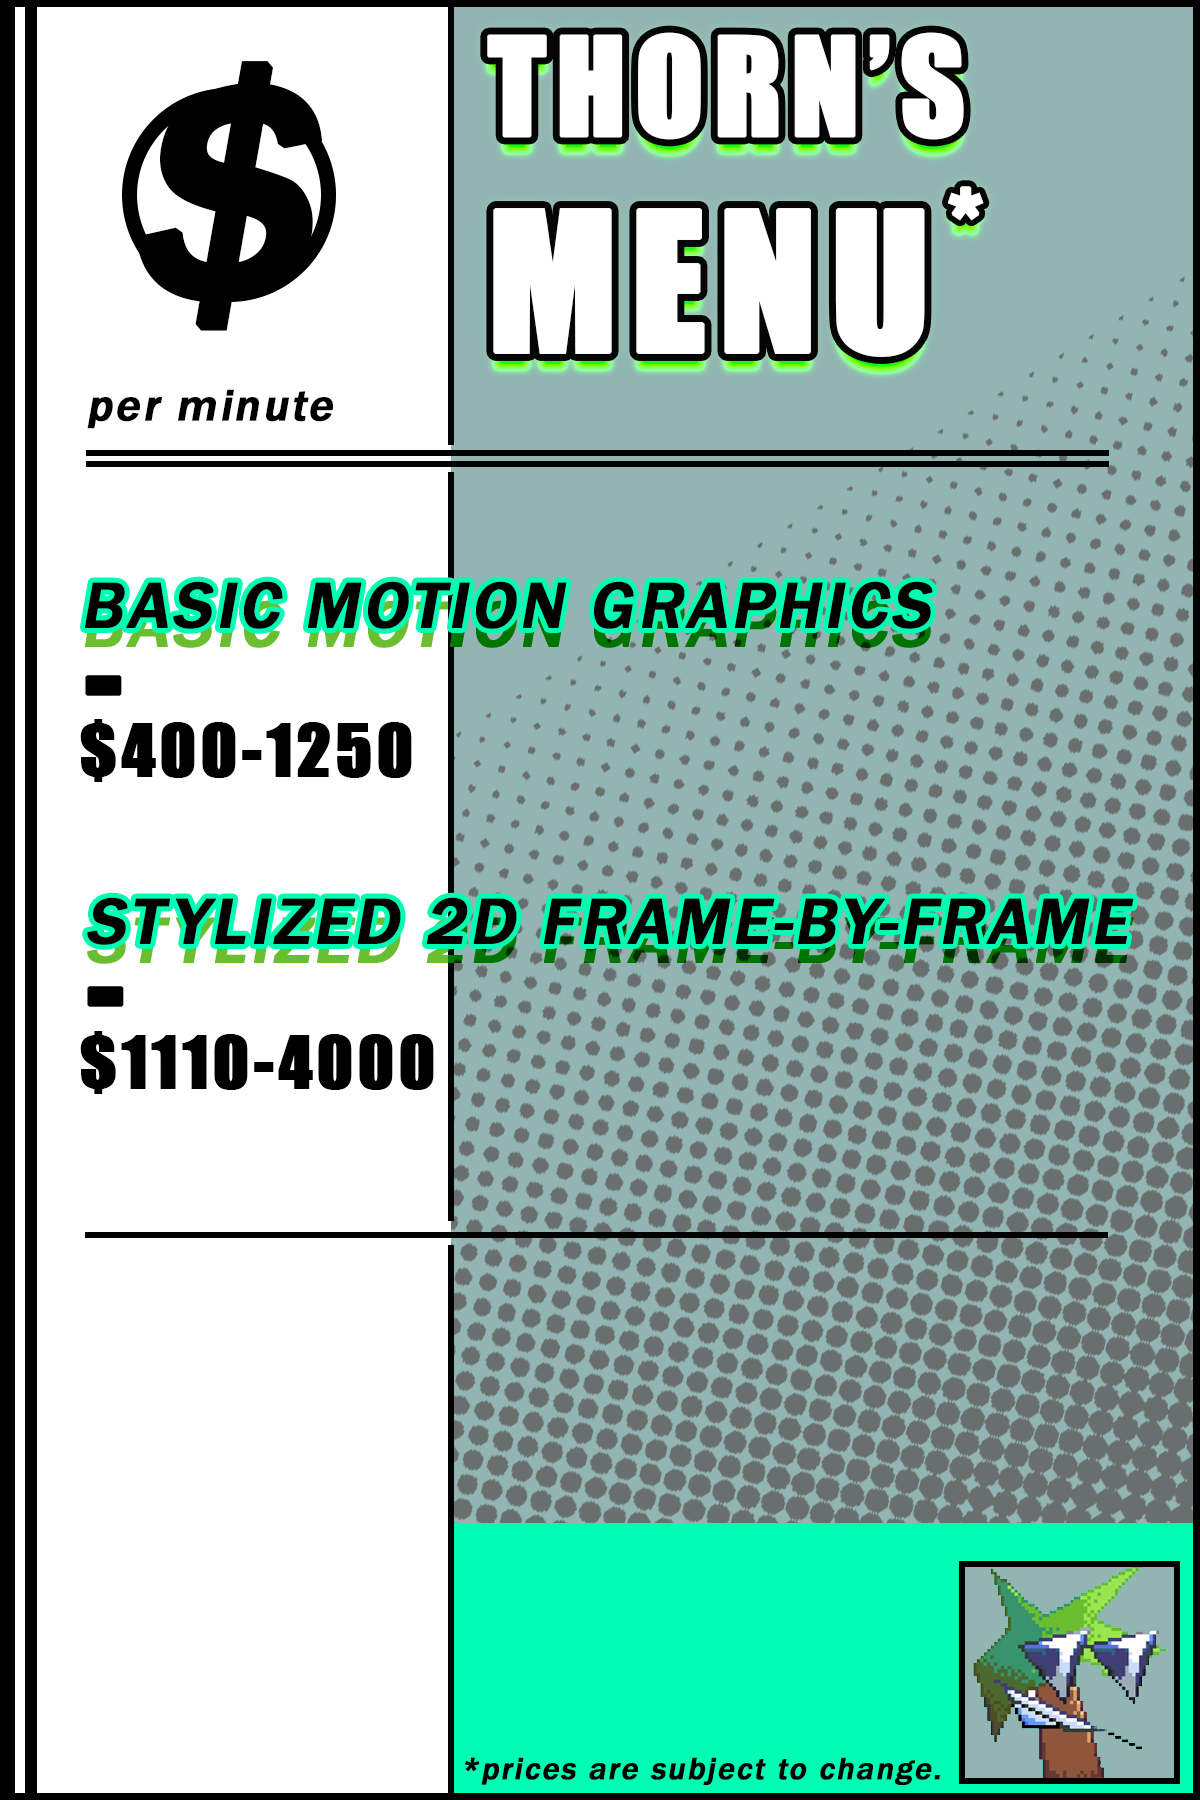 THORN'S
MENU*
$
per minute
BASIC MOTION GRAPHICS
-
$400-1250
STYLIZED 2D FRAME-BY-FRAME
-
$1110-4000
*prices are subject to change.